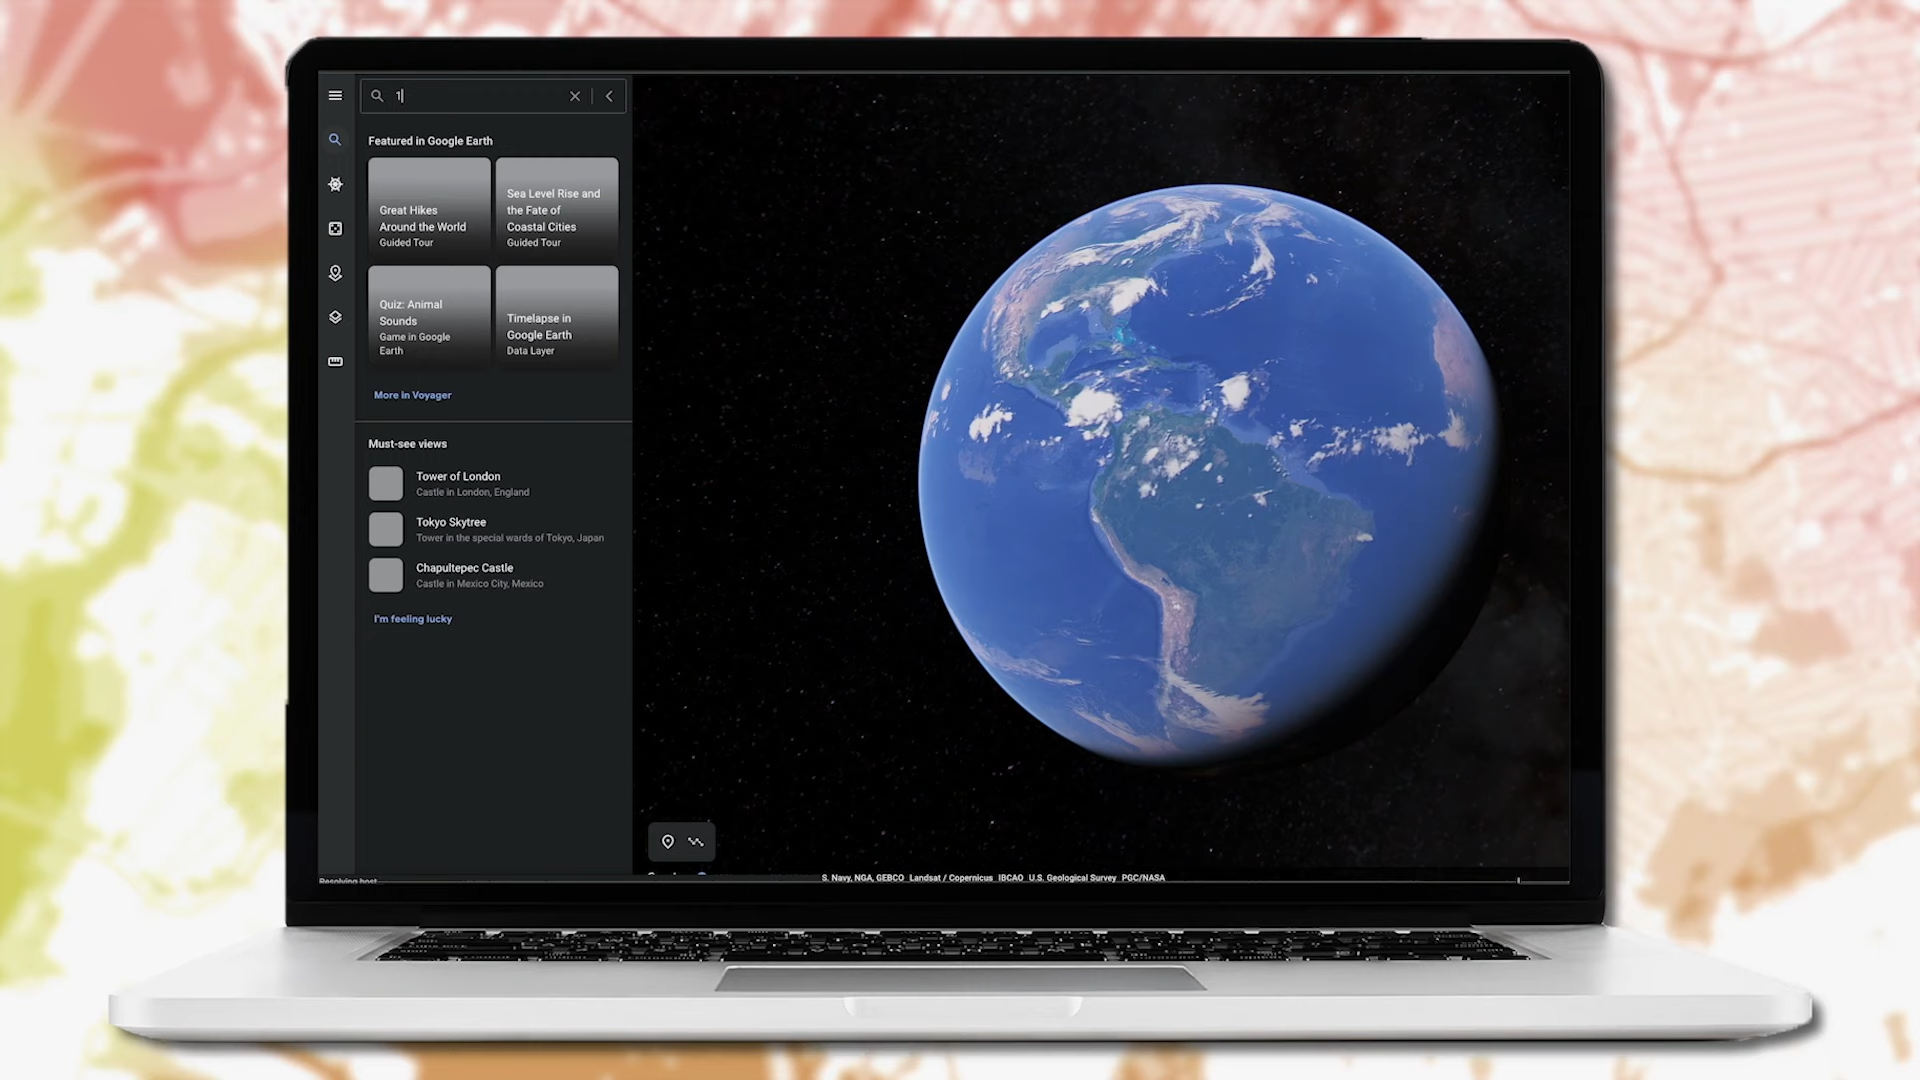 1
Featured in Google Earth
Great Hikes
Around the World
Guided Tour
Sea Level Rise and
the Fate of
Coastal Cities
Guided Tour
Quiz: Animal
Sounds
Game in Google
Earth
Timelapse in
Google Earth
Data Layer
More in Voyager
Must-see views
Tower of London
Castle in London, England
Tokyo Skytree
Tower in the special wards of Tokyo, Japan
Chapultepec Castle
Castle in Mexico City, Mexico
I'm feeling lucky
S. Navy, NGA, GEBCO Landsat / Copernicus IBCAO U.S. Geological Survey PGC/NASA
Resolving host